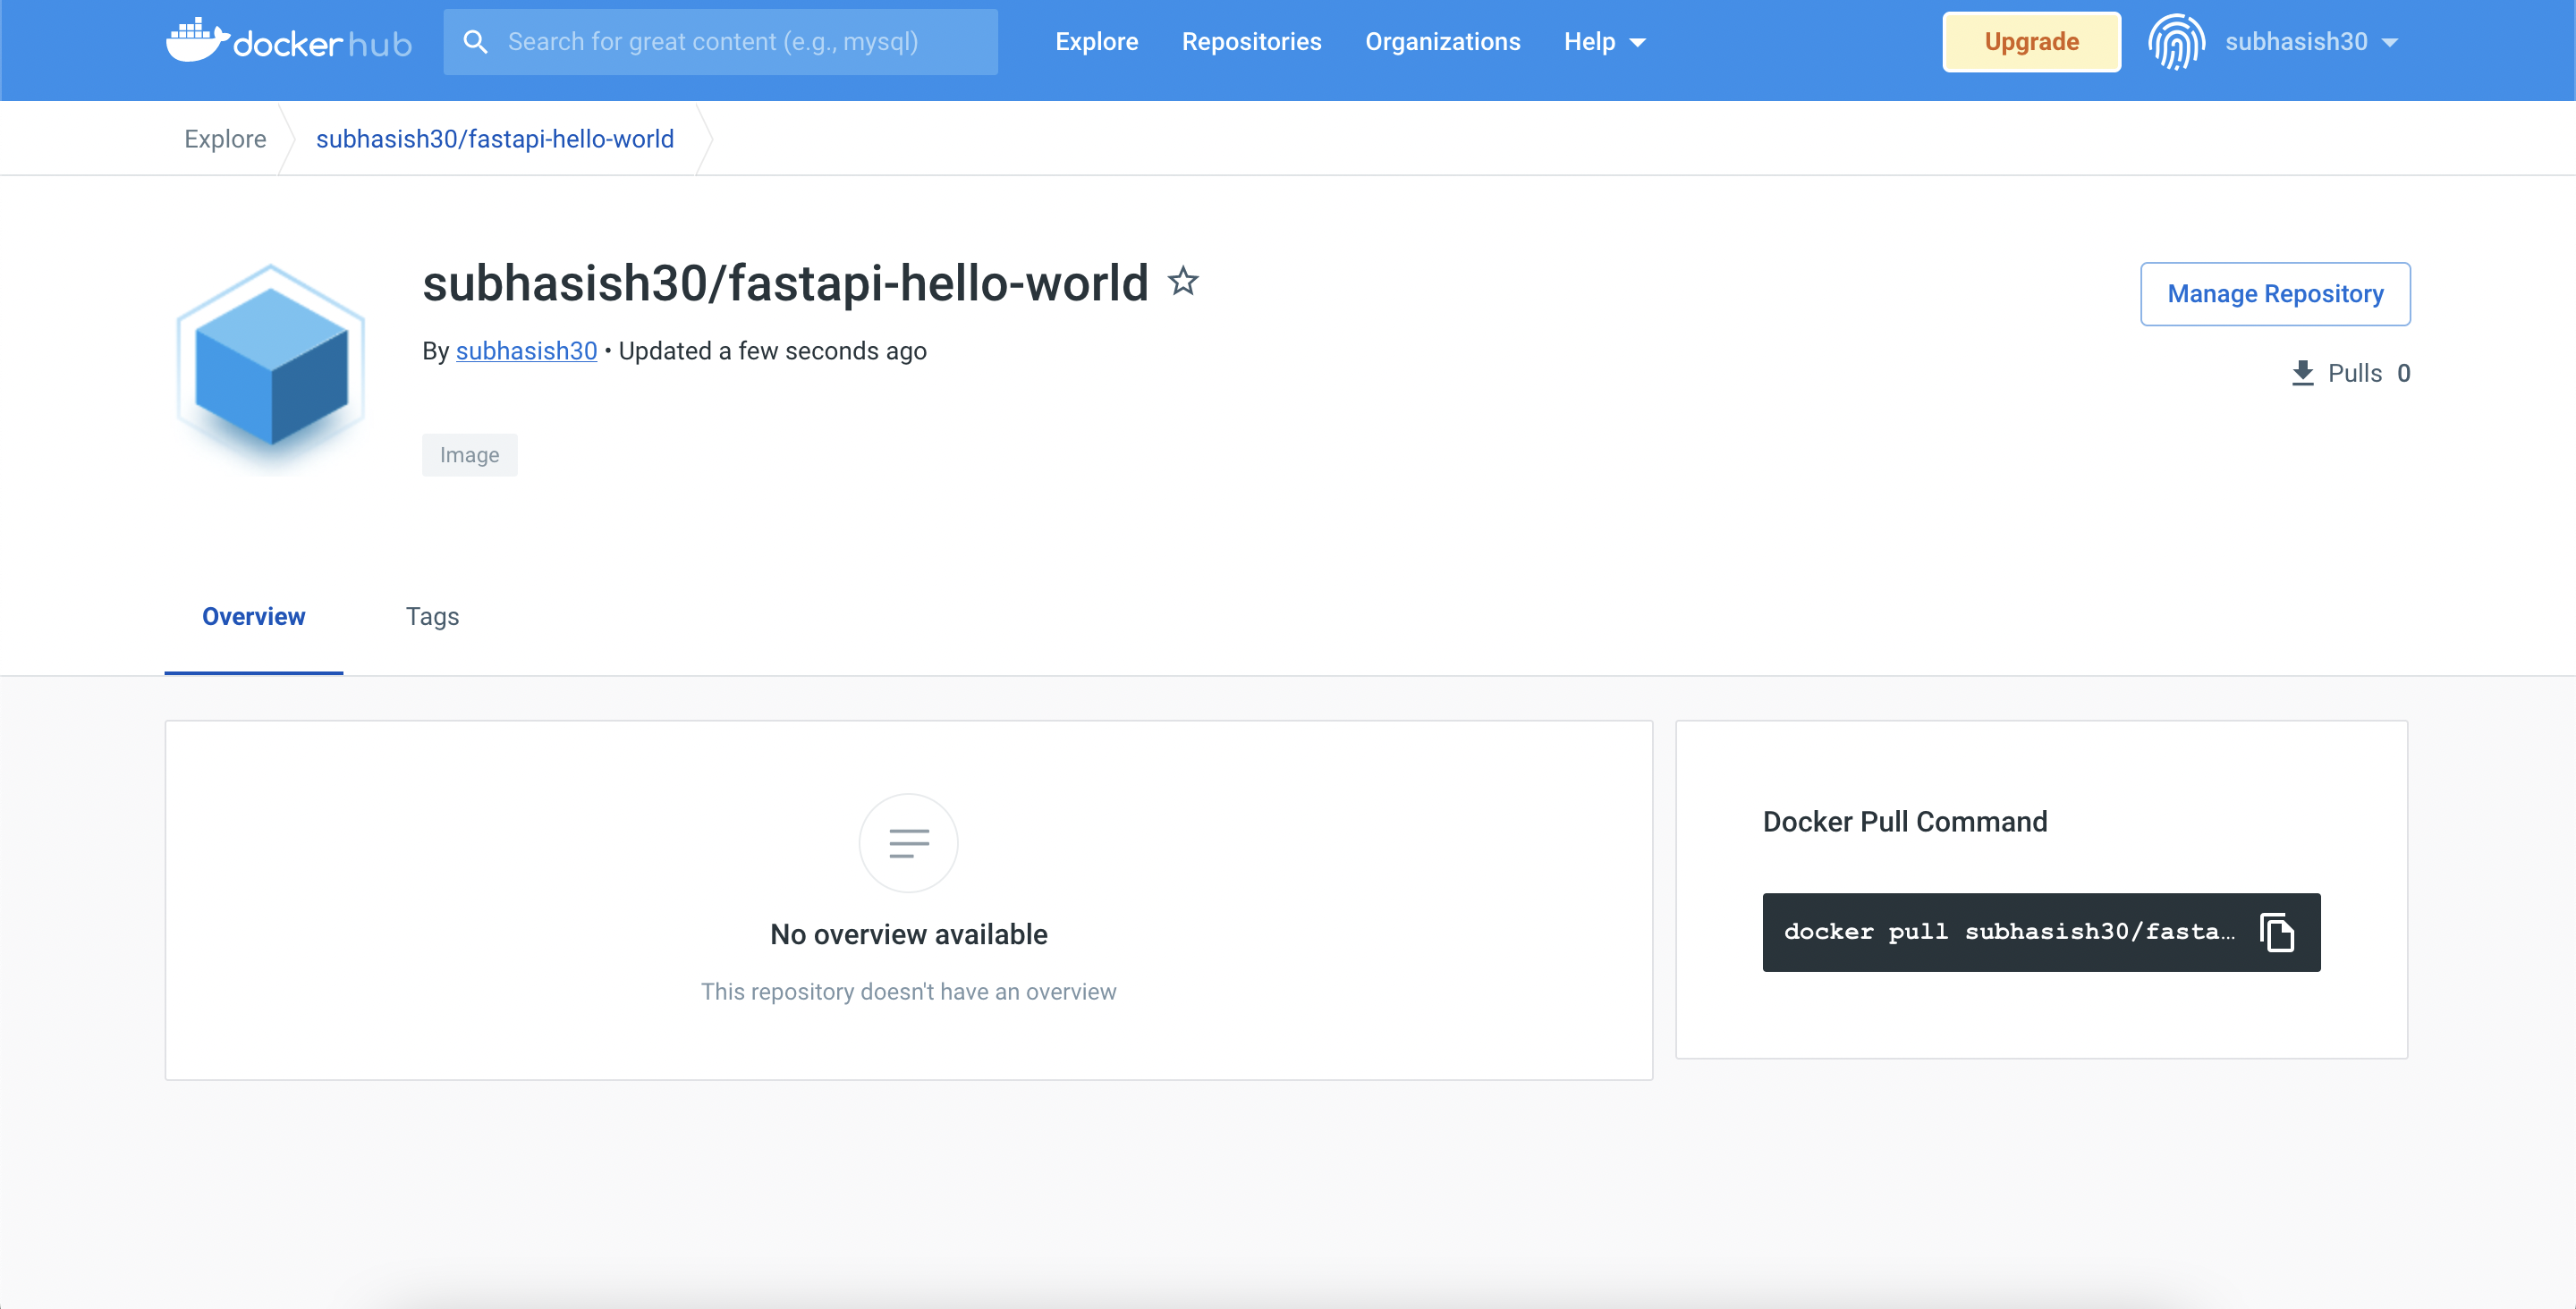 docker hub
Search for great content (e.g., mysql)
Explore
Repositories
Organizations
Help
Upgrade
subhasish30
Explore
subhasish30/fastapi-hello-world
subhasish30/fastapi-hello-world
By subhasish30 • Updated a few seconds ago
Manage Repository
Pulls 0
Image
Overview
Tags
No overview available
This repository doesn't have an overview
Docker Pull Command
docker pull subhasish30/fasta...